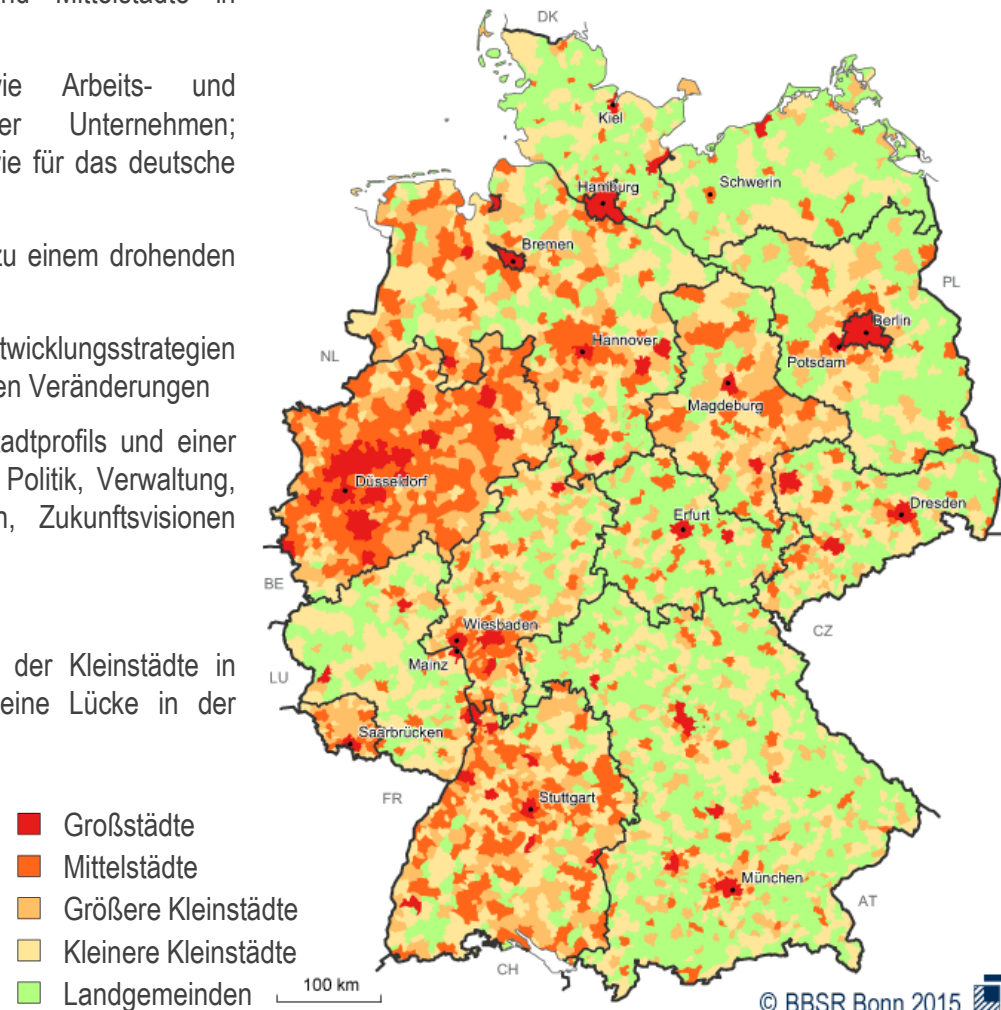 und Mittelstädte in
wie Arbeits- und
er Unternehmen;
wie für das deutsche
zu einem drohenden
twicklungsstrategien
en Veränderungen
adtprofils und einer
Politik, Verwaltung,
n, Zukunftsvisionen
der Kleinstädte in
eine Lücke in der
Großstädte
Mittelstädte
Größere Kleinstädte
Kleinere Kleinstädte
Landgemeinden
100 km
DK
Kiel
Schwerin
Hamburg
Bremen
PL
Berlin
NL
Hannover
Potsdam
Magdeburg
Düsseldorf
Dresden
Erfurt
BE
Wiesbaden
CZ
Mainz
LU
Saarbrücken
FR
Stuttgart
München
AT
CH
© BBSR Bonn 2015